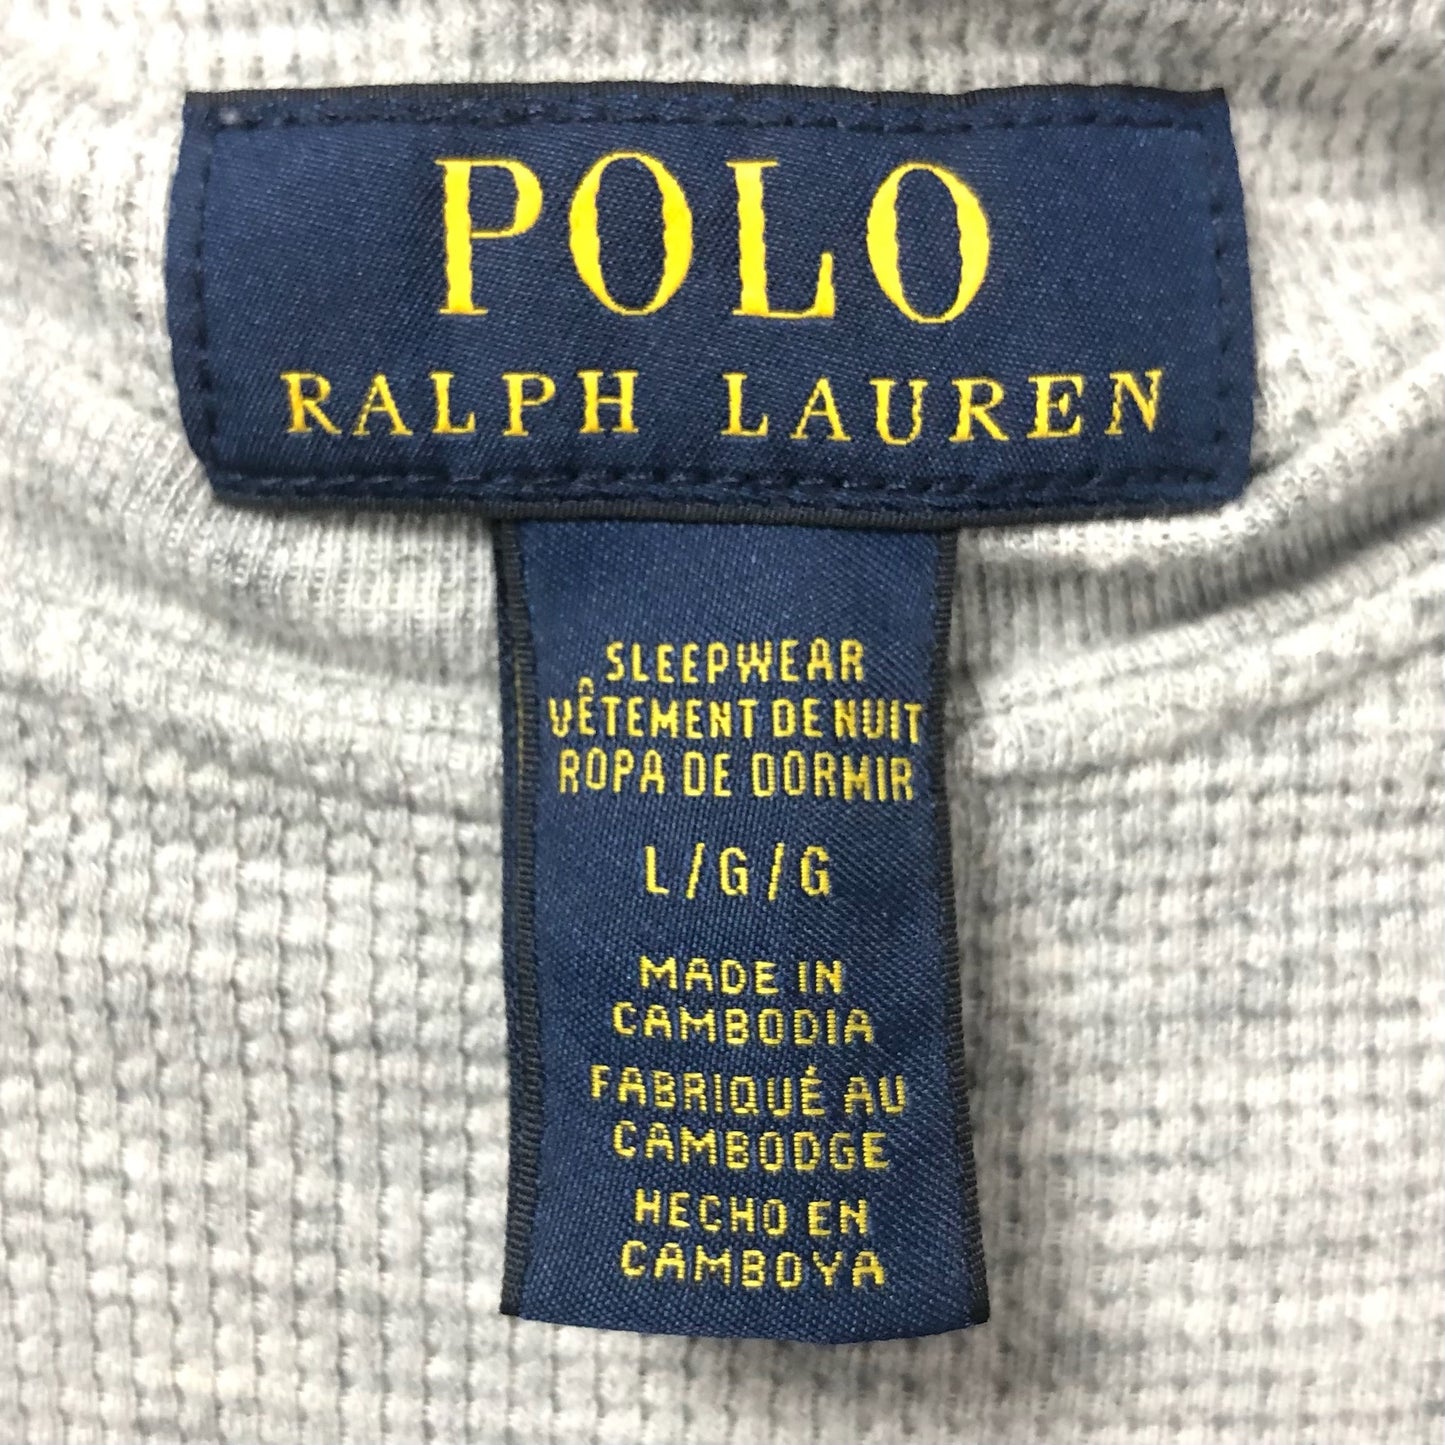 POLO
RALPH LAUREN
SLEEPWEAR
VÊTEMENT DE NUIT
ROPA DE DORMIR
L / G / G
MADE IN
CAMBODIA
FABRIQUÉ AU
CAMBODGE
HECHO EN
CAMBOYA